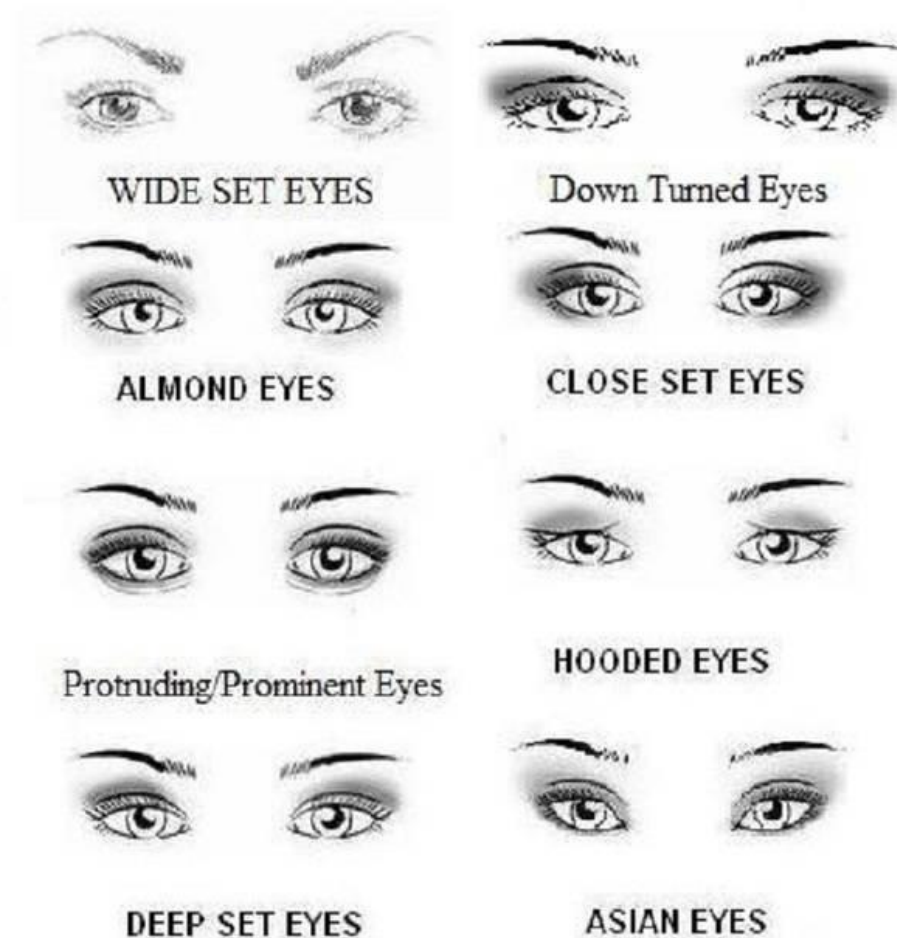 WIDE SET EYES
Down Turned Eyes
ALMOND EYES
CLOSE SET EYES
Protruding/Prominent Eyes
HOODED EYES
DEEP SET EYES
ASIAN EYES